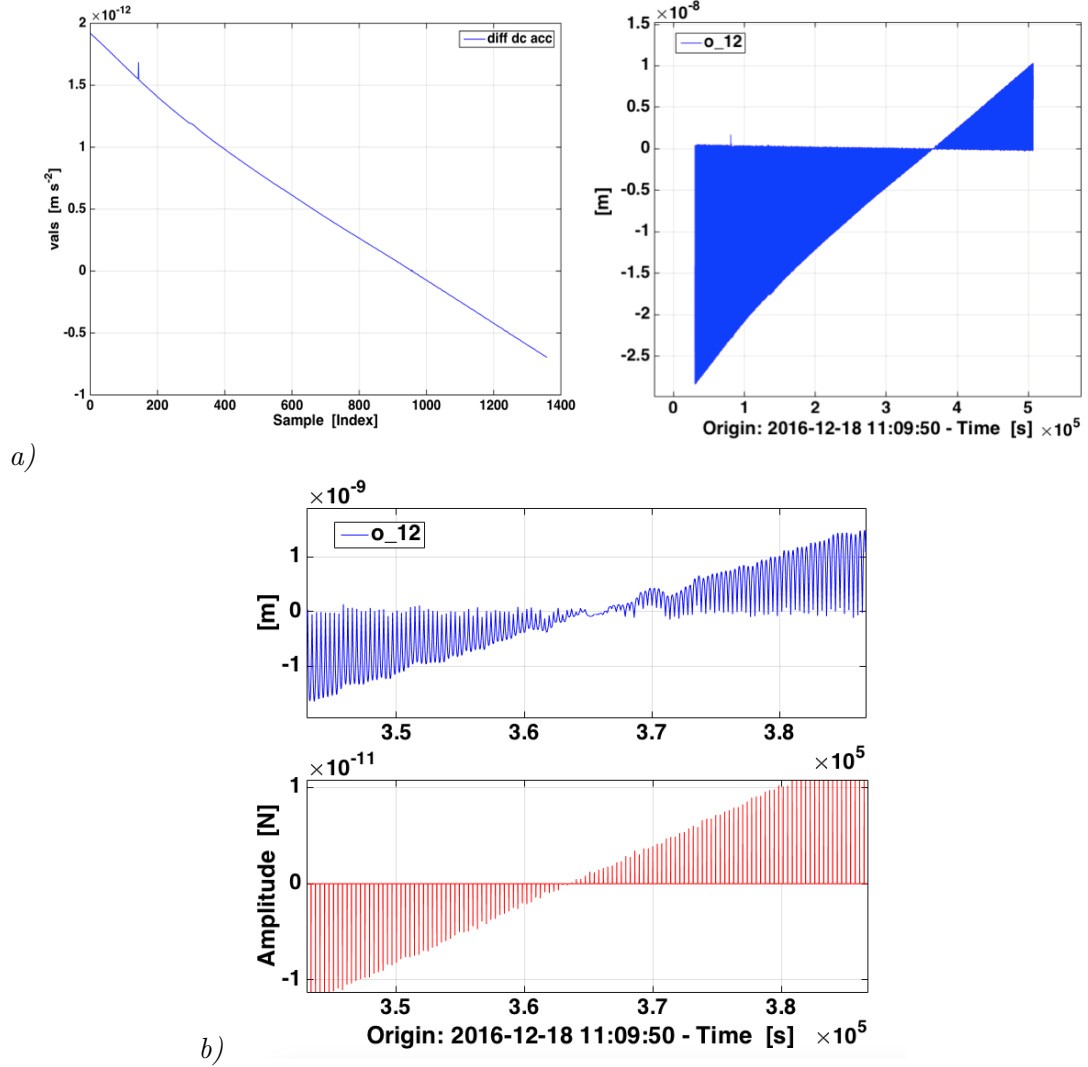 ×10-12
2
1.5
1
0.5
0
-0.5
-1
vals [m s-2]
diff dc acc
0 200 400 600 800 1000 1200 1400
Sample [Index]
×10-8
1.5
1
0.5
0
-0.5
-1
-1.5
-2
-2.5
[m]
o_12
0 1 2 3 4 5
Origin: 2016-12-18 11:09:50 - Time [s] ×105
a)
×10-9
1
0
-1
[m]
o_12
3.5 3.6 3.7 3.8
×105
×10-11
1
0
-1
Amplitude [N]
3.5 3.6 3.7 3.8
Origin: 2016-12-18 11:09:50 - Time [s] ×105
b)